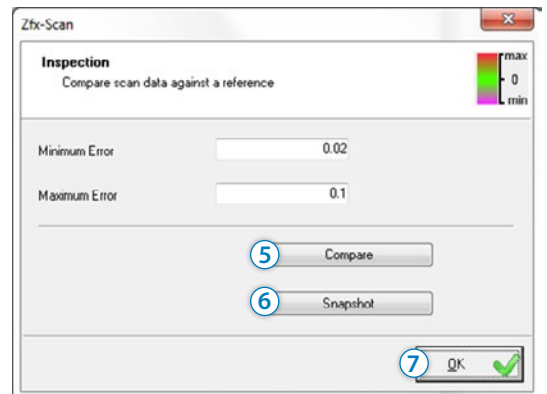 Zfx-Scan
Inspection
Compare scan data against a reference
max
0
min
Minimum Error 0.02
Maximum Error 0.1
5 Compare
6 Snapshot
7 OK